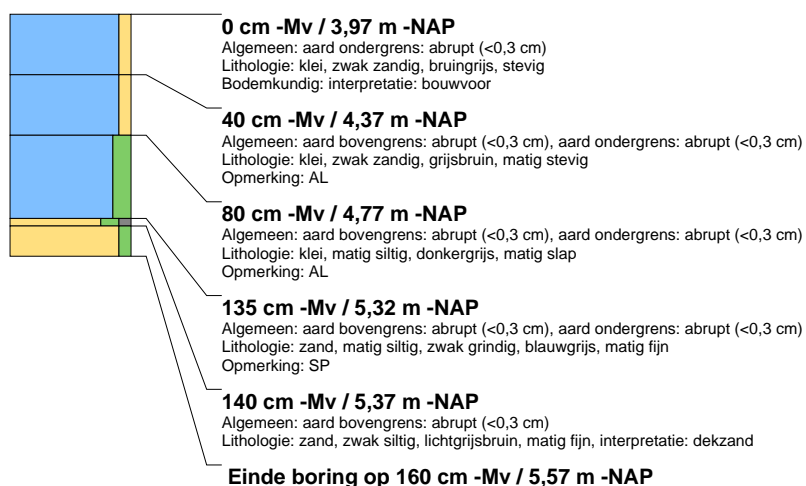 0 cm -Mv / 3,97 m -NAP
Algemeen: aard ondergrens: abrupt (<0,3 cm)
Lithologie: klei, zwak zandig, bruingrijs, stevig
Bodemkundig: interpretatie: bouwvoor
40 cm -Mv / 4,37 m -NAP
Algemeen: aard bovengrens: abrupt (<0,3 cm), aard ondergrens: abrupt (<0,3 cm)
Lithologie: klei, zwak zandig, grijsbruin, matig stevig
Opmerking: AL
80 cm -Mv / 4,77 m -NAP
Algemeen: aard bovengrens: abrupt (<0,3 cm), aard ondergrens: abrupt (<0,3 cm)
Lithologie: klei, matig siltig, donkergrijs, matig slap
Opmerking: AL
135 cm -Mv / 5,32 m -NAP
Algemeen: aard bovengrens: abrupt (<0,3 cm), aard ondergrens: abrupt (<0,3 cm)
Lithologie: zand, matig siltig, zwak grindig, blauwgrijs, matig fijn
Opmerking: SP
140 cm -Mv / 5,37 m -NAP
Algemeen: aard bovengrens: abrupt (<0,3 cm)
Lithologie: zand, zwak siltig, lichtgrijsbruin, matig fijn, interpretatie: dekzand
Einde boring op 160 cm -Mv / 5,57 m -NAP